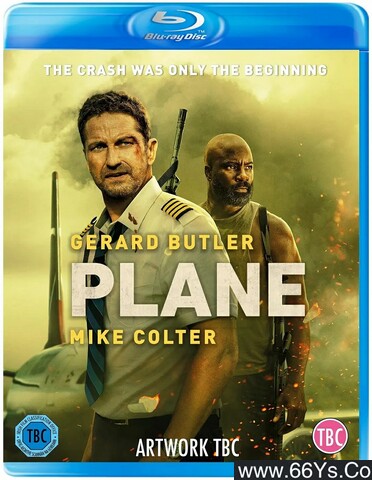 Blu-ray Disc
THE CRASH WAS ONLY THE BEGINNING
GERARD BUTLER
PLANE
MIKE COLTER
TBC
ARTWORK TBC
TBC
www.66Ys.Co